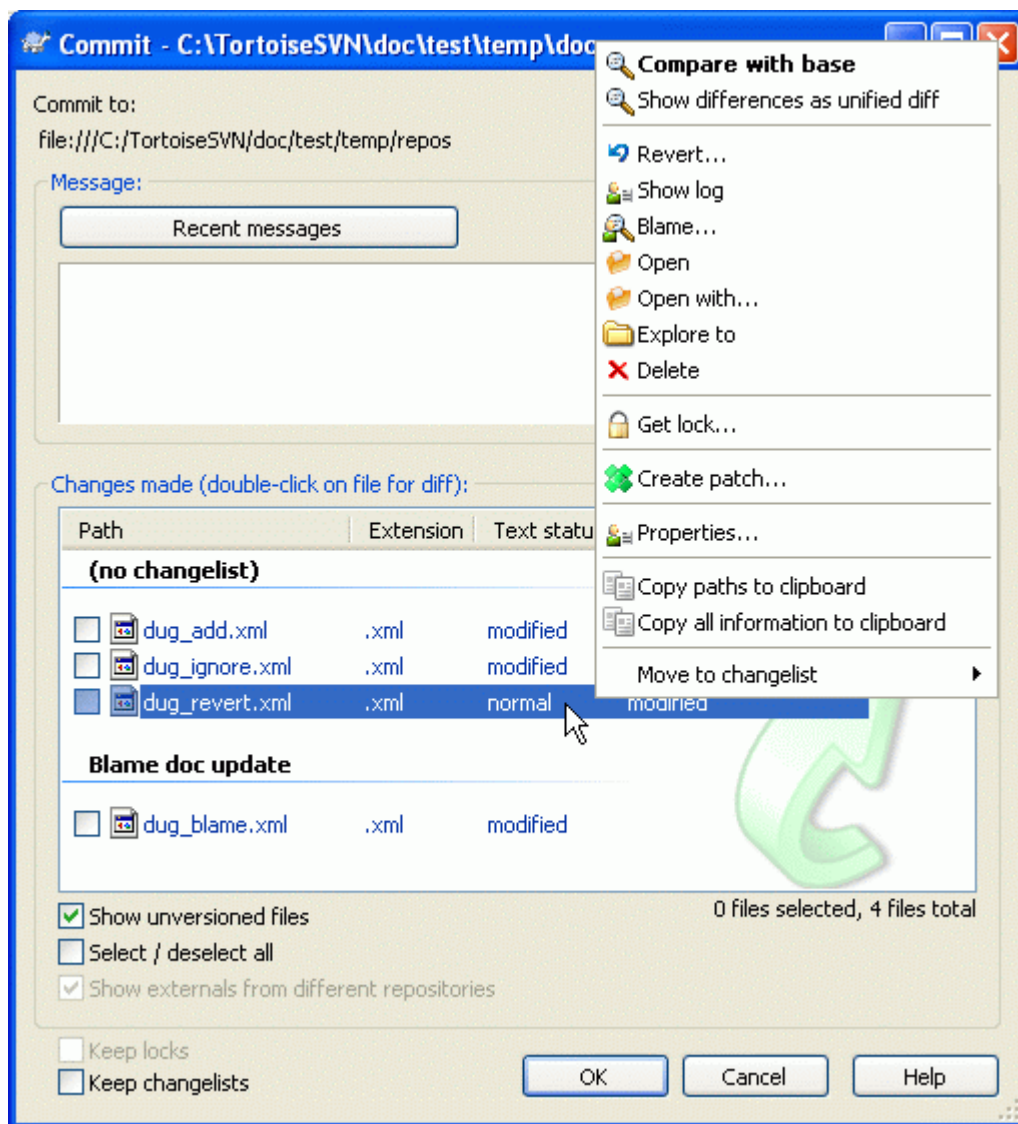 Commit - C:\TortoiseSVN\doc\test\temp\doc
Commit to:
file:///C:/TortoiseSVN/doc/test/temp/repos
Message:
Recent messages
Compare with base
Show differences as unified diff
Revert...
Show log
Blame...
Open
Open with...
Explore to
Delete
Get lock...
Create patch...
Properties...
Copy paths to clipboard
Copy all information to clipboard
Move to changelist
Changes made (double-click on file for diff):
Path Extension Text statu
(no changelist)
dug_add.xml .xml modified
dug_ignore.xml .xml modified
dug_revert.xml .xml normal modified
Blame doc update
dug_blame.xml .xml modified
0 files selected, 4 files total
Show unversioned files
Select / deselect all
Show externals from different repositories
Keep locks
Keep changelists
OK Cancel Help